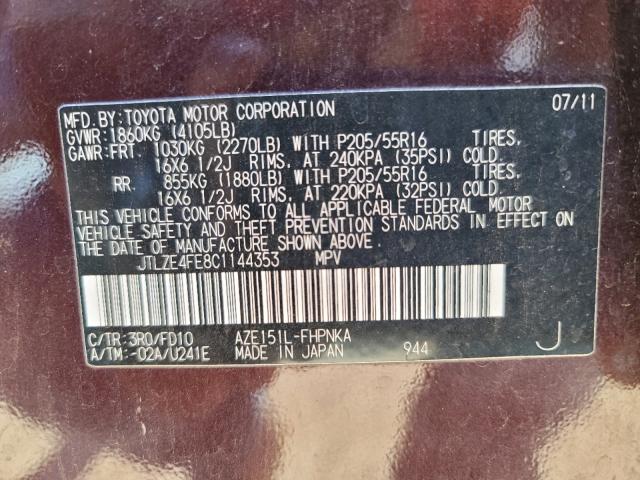 MFD.BY:TOYOTA MOTOR CORPORATION 07/11
GVWR:1860KG (4105LB)
GAWR:FRT 1030KG (2270LB) WITH P205/55R16 TIRES,
16X6 1/2J RIMS, AT 240KPA (35PSI) COLD.
RR 855KG (1880LB) WITH P205/55R16 TIRES,
16X6 1/2J RIMS, AT 220KPA (32PSI) COLD.
THIS VEHICLE CONFORMS TO ALL APPLICABLE FEDERAL MOTOR
VEHICLE SAFETY AND THEFT PREVENTION STANDARDS IN EFFECT ON
THE DATE OF MANUFACTURE SHOWN ABOVE.
JTLZE4FE8C1144353 MPV
C/TR:3R0/FD10 AZE151L-FHPNKA
A/TM:-02A/U241E MADE IN JAPAN 944 J